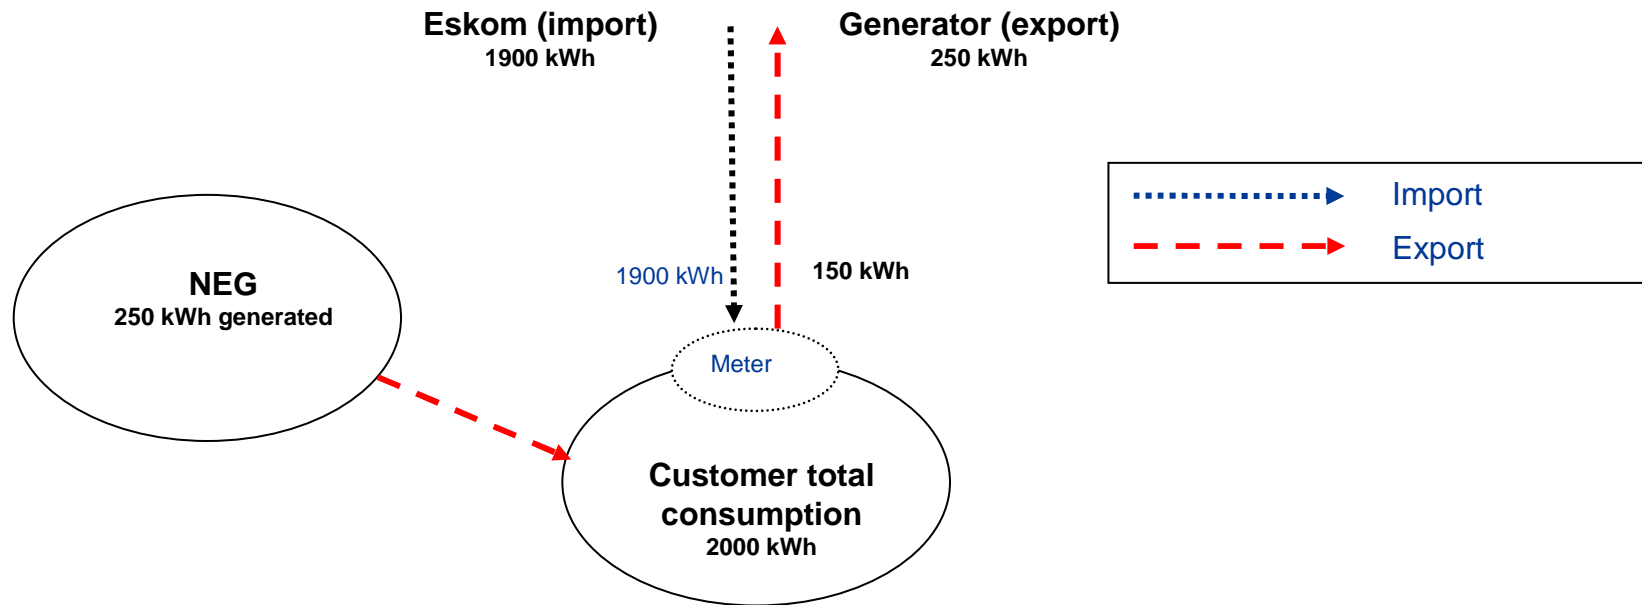 Eskom (import)
1900 kWh
Generator (export)
250 kWh
Import
Export
NEG
250 kWh generated
1900 kWh
150 kWh
Meter
Customer total
consumption
2000 kWh